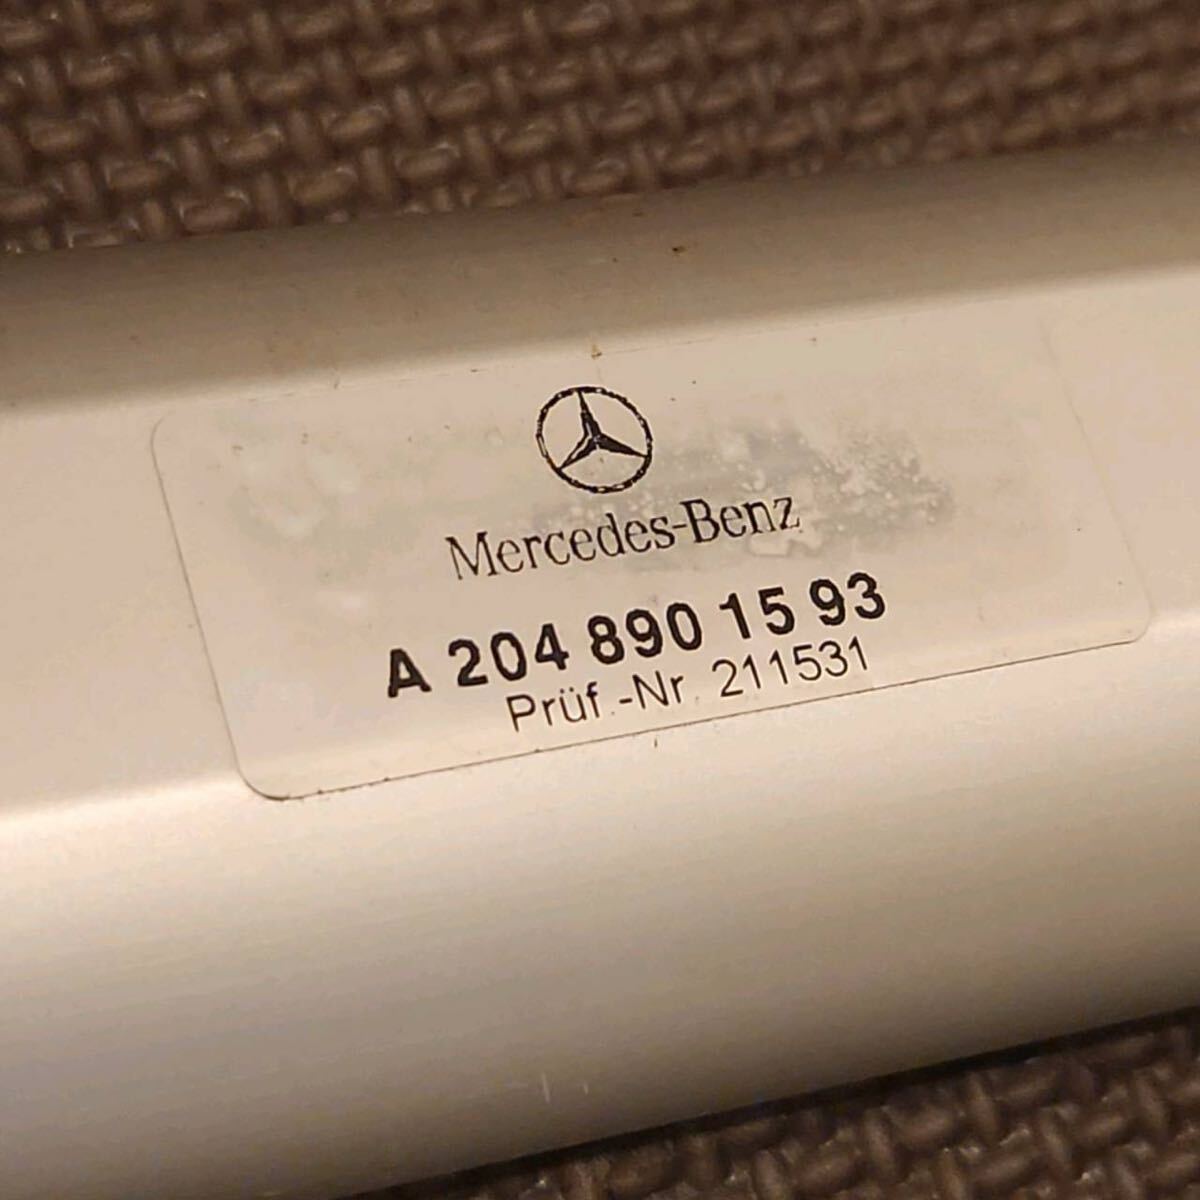 Mercedes-Benz
A 204 890 15 93
Prüf.-Nr. 211531